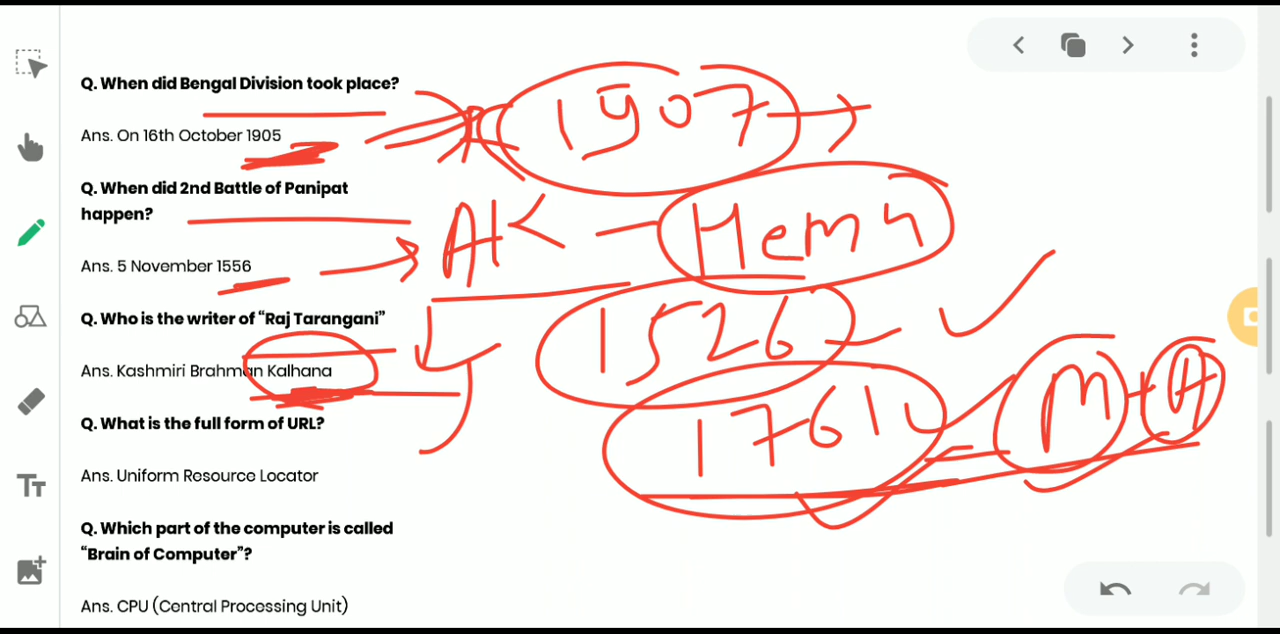 Q. When did Bengal Division took place?
1907
Ans. On 16th October 1905
Q. When did 2nd Battle of Panipat
happen?
AK - Hemu
Ans. 5 November 1556
Q. Who is the writer of “Raj Tarangani”
1526
Ans. Kashmiri Brahman Kalhana
M + A
Q. What is the full form of URL?
1761
Ans. Uniform Resource Locator
TT
Q. Which part of the computer is called
“Brain of Computer”?
Ans. CPU (Central Processing Unit)